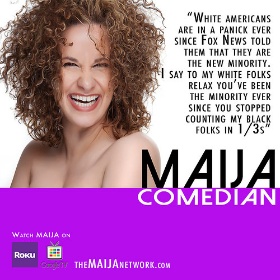 “White americans
are in a panick ever
since Fox News told
them that they are
the new minority.
"I say to my white folks
relax you've been
the minority ever
since you stopped
counting my black
folks in 1/3s”
MAIJA
COMEDIAN
Watch MAIJA on
Roku
theMAIJAnetwork.com